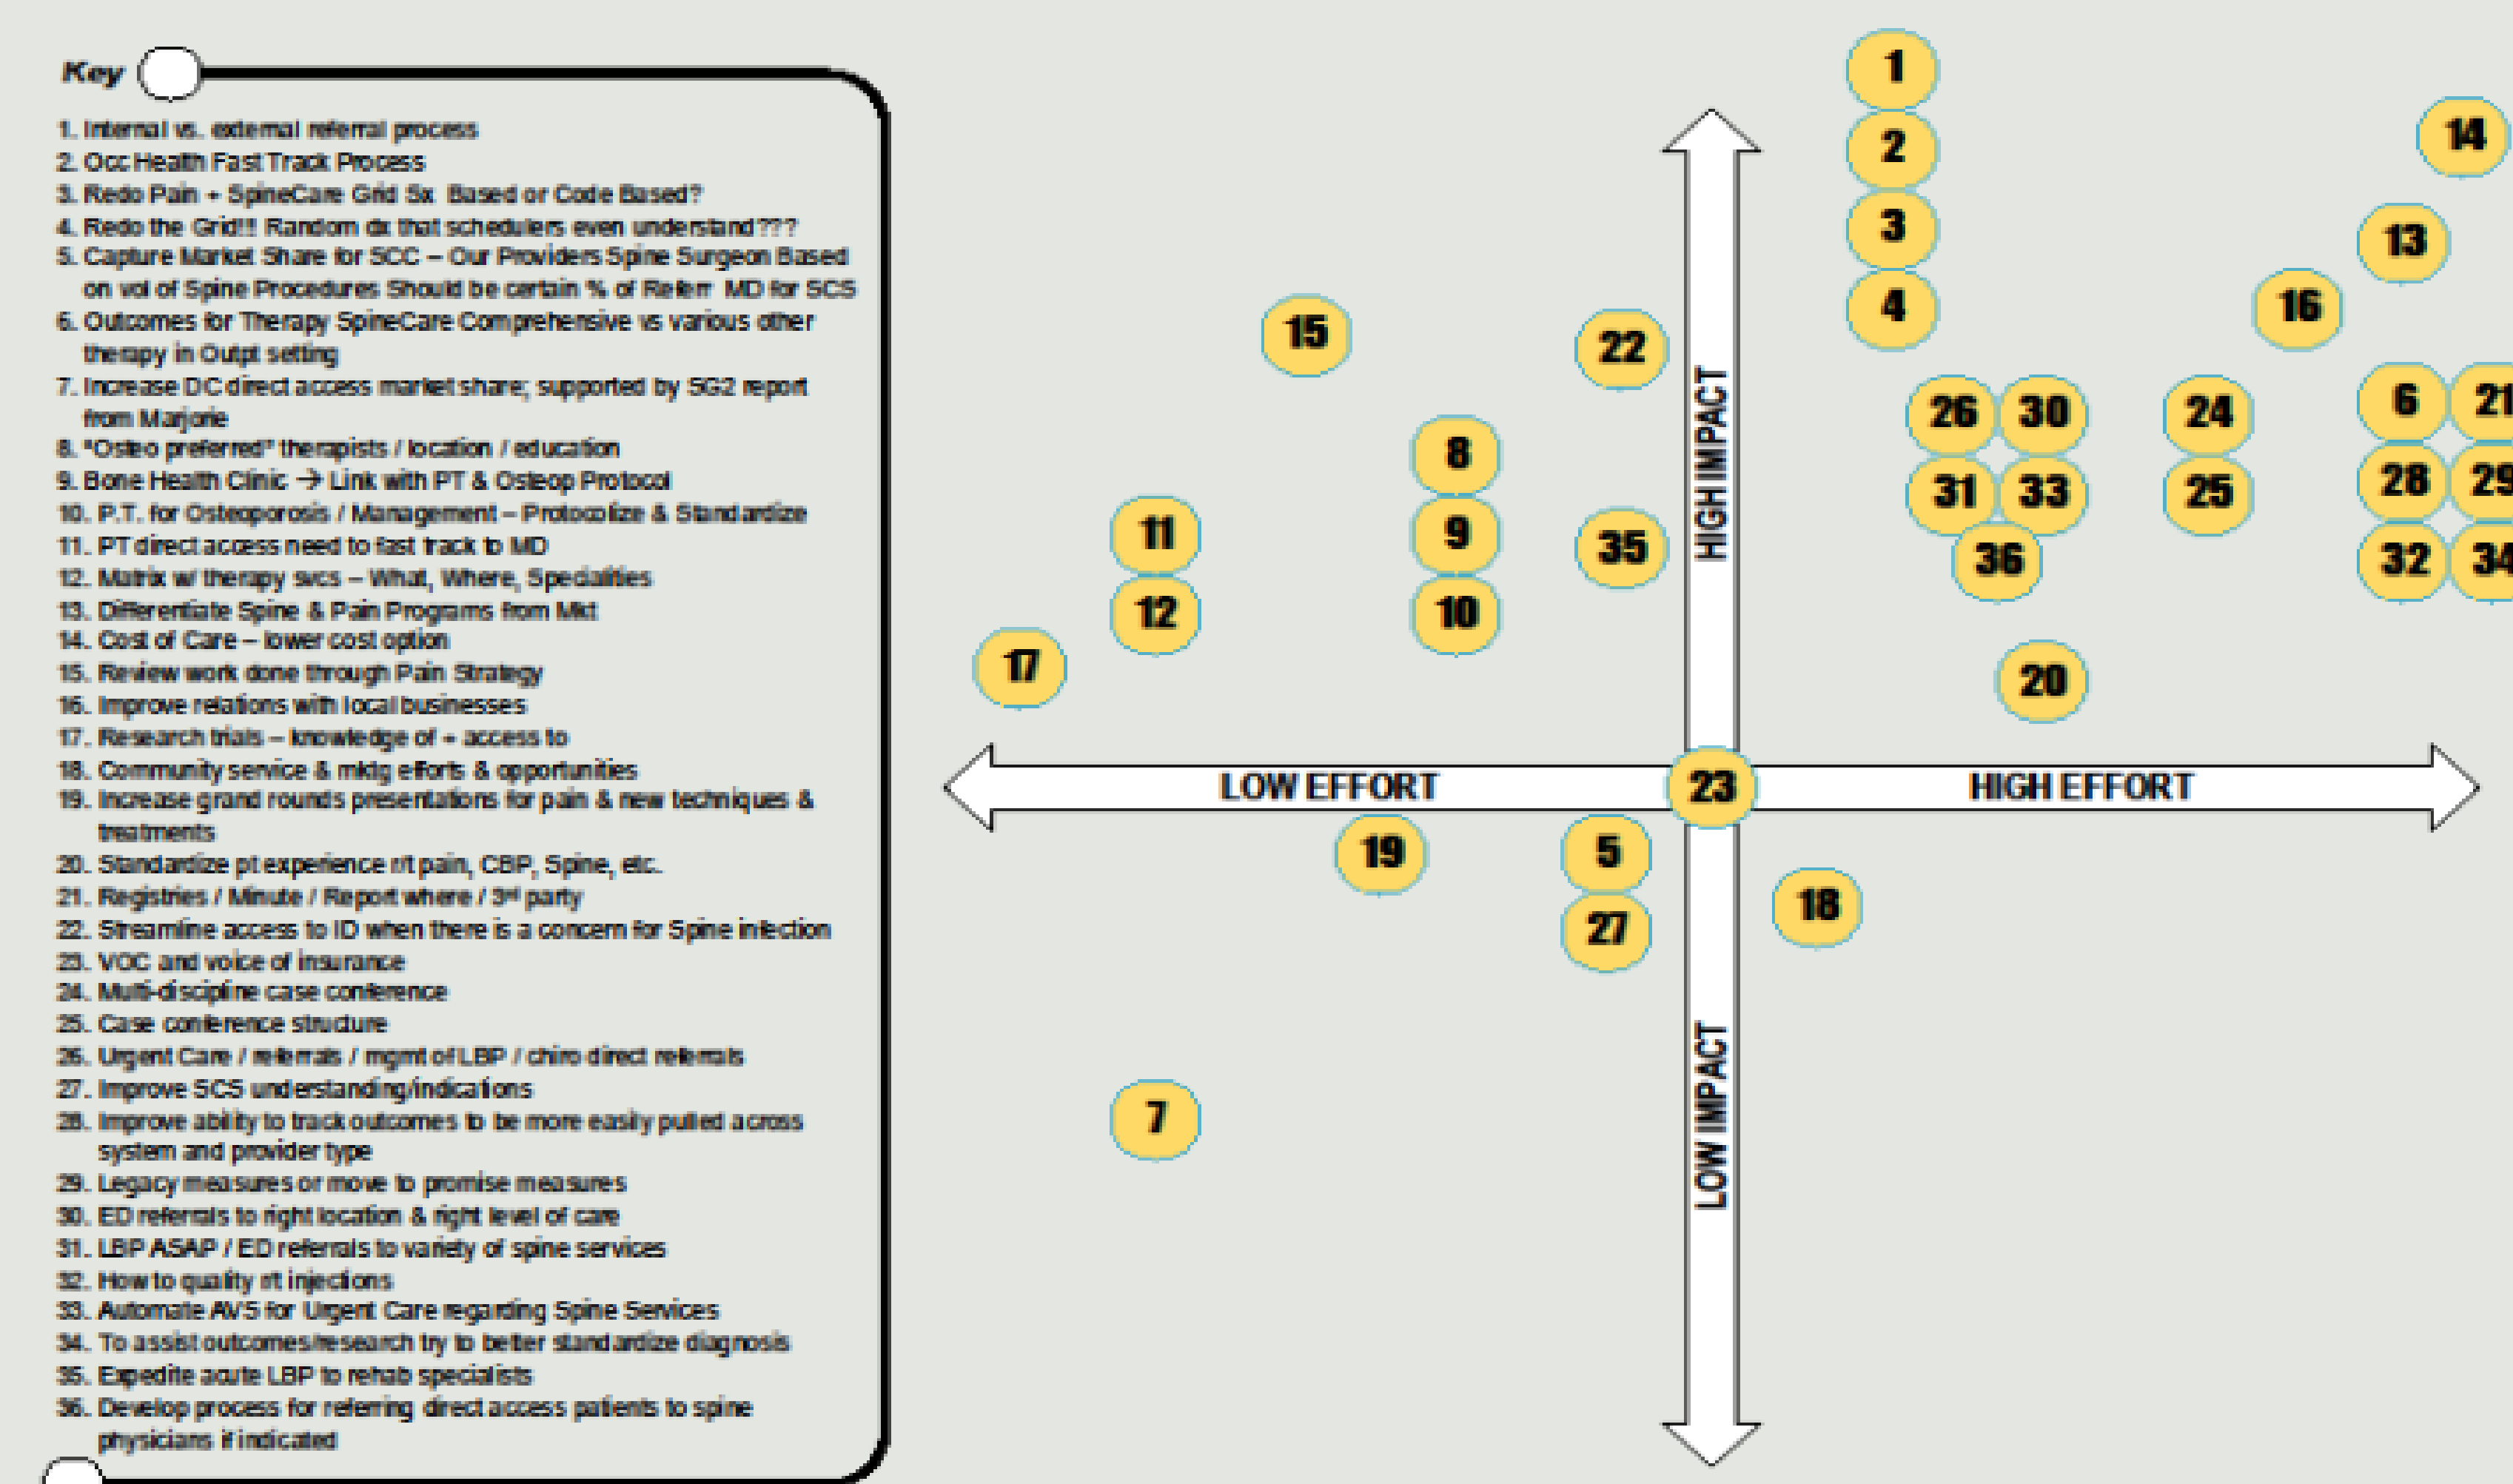 Key
1. Internal vs. external referral process
2. Occ Health Fast Track Process
3. Redo Pain + SpineCare Grid Sx Based or Code Based?
4. Redo the Grid!!! Random dx that schedulers even understand???
5. Capture Market Share for SCC – Our Providers Spine Surgeon Based
on vol of Spine Procedures Should be certain % of Referr MD for SCS
6. Outcomes for Therapy SpineCare Comprehensive vs various other
therapy in Outpt setting
7. Increase DC direct access market share; supported by SG2 report
from Marjorie
8. "Osteo preferred" therapists / location / education
9. Bone Health Clinic → Link with PT & Osteop Protocol
10. P.T. for Osteoporosis / Management – Protocolize & Standardize
11. PT direct access need to fast track to MD
12. Matrix w/ therapy svcs – What, Where, Specialities
13. Differentiate Spine & Pain Programs from Mkt
14. Cost of Care – lower cost option
15. Review work done through Pain Strategy
16. Improve relations with local businesses
17. Research trials – knowledge of + access to
18. Community service & mktg efforts & opportunities
19. Increase grand rounds presentations for pain & new techniques &
treatments
20. Standardize pt experience r/t pain, CBP, Spine, etc.
21. Registries / Minute / Report where / 3rd party
22. Streamline access to ID when there is a concern for Spine infection
23. VOC and voice of insurance
24. Multi-discipline case conference
25. Case conference structure
26. Urgent Care / referrals / mgmt of LBP / chiro direct referrals
27. Improve SCS understanding/indications
28. Improve ability to track outcomes to be more easily pulled across
system and provider type
29. Legacy measures or move to promise measures
30. ED referrals to right location & right level of care
31. LBP ASAP / ED referrals to variety of spine services
32. How to quality r/t injections
33. Automate AVS for Urgent Care regarding Spine Services
34. To assist outcomes/research try to better standardize diagnosis
35. Expedite acute LBP to rehab specialists
36. Develop process for referring direct access patients to spine
physicians if indicated
1
2
3
4
14
13
16
15
22
26 30 24 6 21
31 33 25 28 29
36 32 34
8
9
10
35
11
12
17
20
HIGH IMPACT
LOW EFFORT 23 HIGH EFFORT
19 5
27
18
7
LOW IMPACT